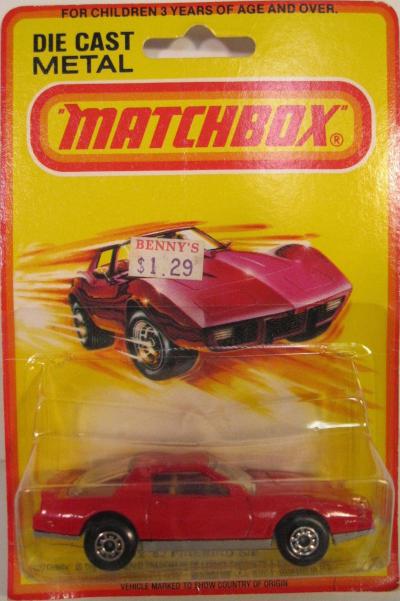 FOR CHILDREN 3 YEARS OF AGE AND OVER.
DIE CAST
METAL
"MATCHBOX"®
BENNY'S
$1.29
FIREBIRD S/E
VEHICLE MARKED TO SHOW COUNTRY OF ORIGIN